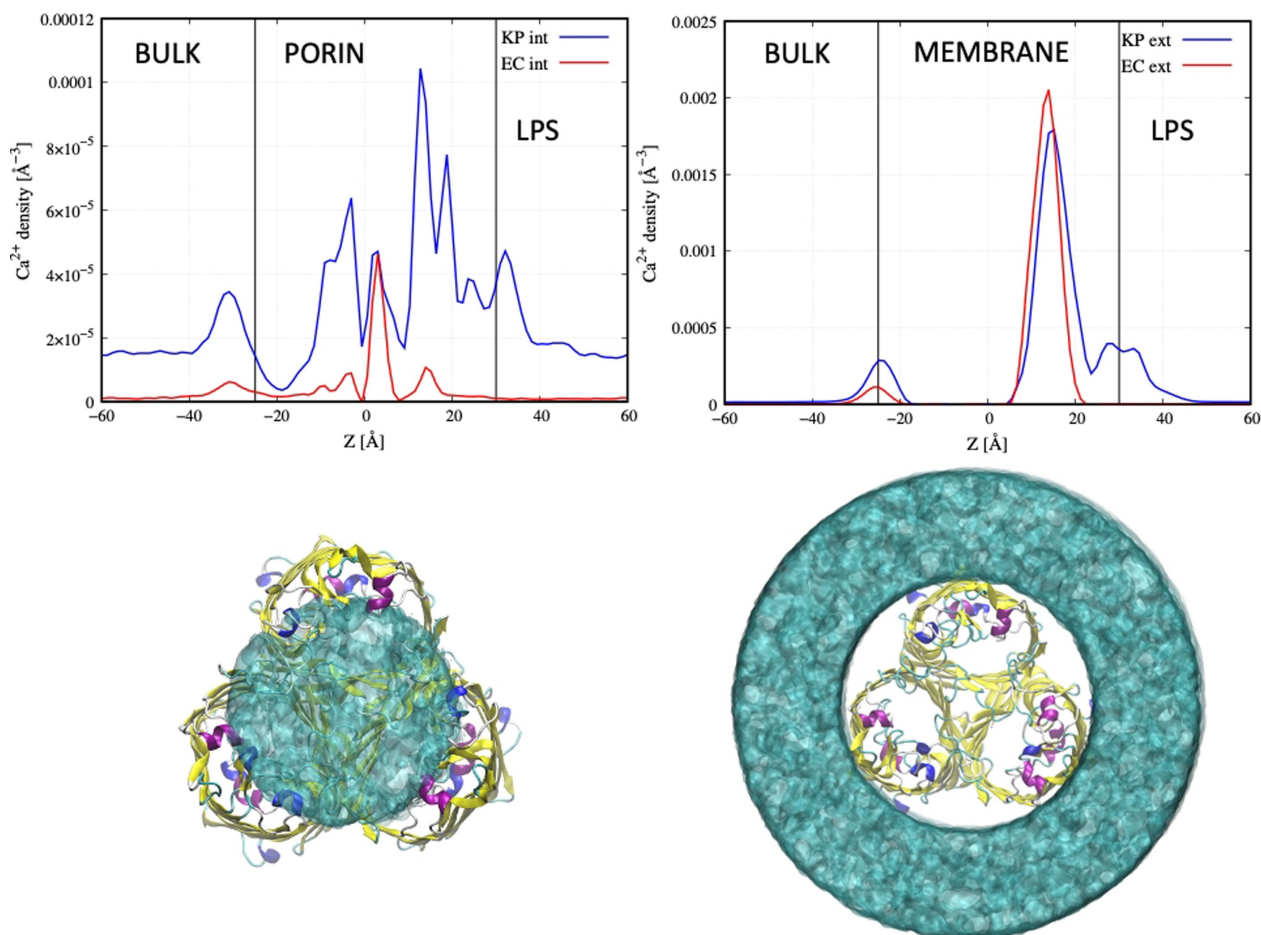 0.00012
0.0001
8×10⁻⁵
6×10⁻⁵
4×10⁻⁵
2×10⁻⁵
0
Ca²⁺ density [Å⁻³]
BULK
PORIN
KP int
EC int
LPS
−60
−40
−20
0
20
40
60
Z [Å]
0.0025
0.002
0.0015
0.001
0.0005
0
Ca²⁺ density [Å⁻³]
BULK
MEMBRANE
KP ext
EC ext
LPS
−60
−40
−20
0
20
40
60
Z [Å]